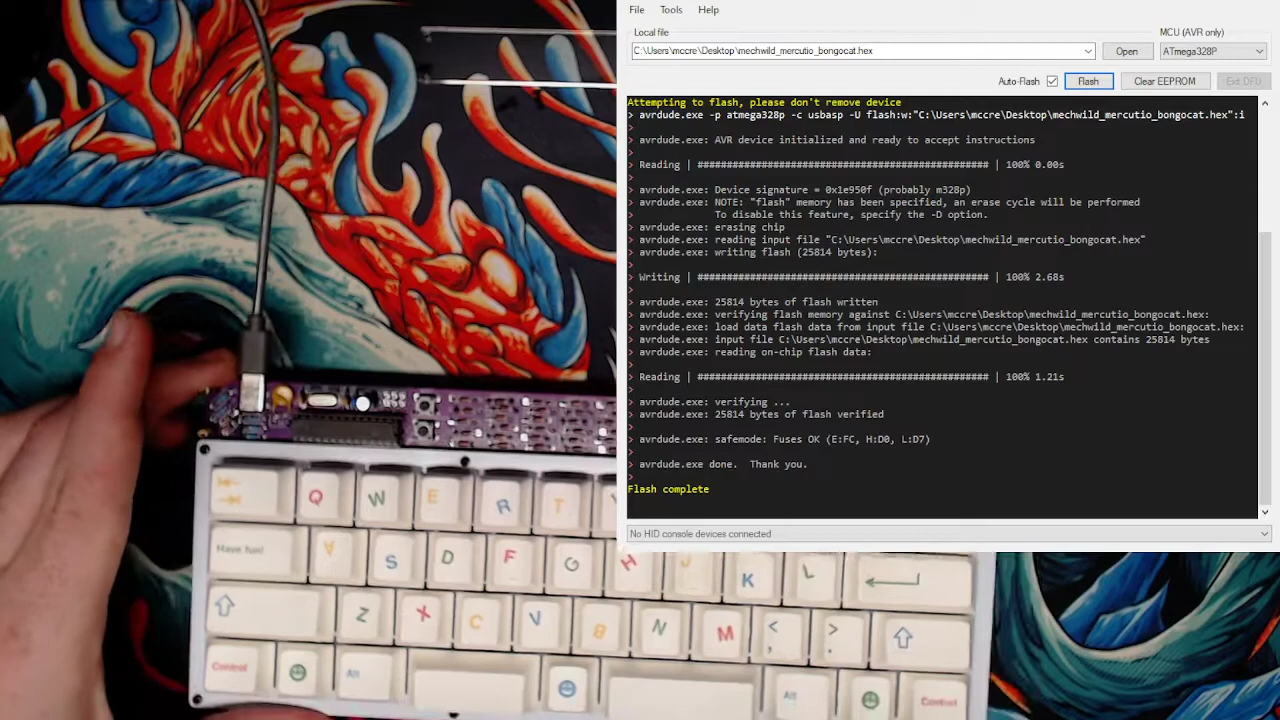 File Tools Help
Local file
MCU (AVR only)
C:\Users\mccre\Desktop\mechwild_mercutio_bongocat.hex
Open
ATmega328P
Auto-Flash
Flash
Clear EEPROM
Exit DFU
Attempting to flash, please don't remove device
> avrdude.exe -p atmega328p -c usbasp -U flash:w:"C:\Users\mccre\Desktop\mechwild_mercutio_bongocat.hex":i
>
> avrdude.exe: AVR device initialized and ready to accept instructions
>
> Reading | ################################################## | 100% 0.00s
>
> avrdude.exe: Device signature = 0x1e950f (probably m328p)
> avrdude.exe: NOTE: "flash" memory has been specified, an erase cycle will be performed
> To disable this feature, specify the -D option.
> avrdude.exe: erasing chip
> avrdude.exe: reading input file "C:\Users\mccre\Desktop\mechwild_mercutio_bongocat.hex"
> avrdude.exe: writing flash (25814 bytes):
>
> Writing | ################################################## | 100% 2.68s
>
> avrdude.exe: 25814 bytes of flash written
> avrdude.exe: verifying flash memory against C:\Users\mccre\Desktop\mechwild_mercutio_bongocat.hex:
> avrdude.exe: load data flash data from input file C:\Users\mccre\Desktop\mechwild_mercutio_bongocat.hex:
> avrdude.exe: input file C:\Users\mccre\Desktop\mechwild_mercutio_bongocat.hex contains 25814 bytes
> avrdude.exe: reading on-chip flash data:
>
> Reading | ################################################## | 100% 1.21s
>
> avrdude.exe: verifying ...
> avrdude.exe: 25814 bytes of flash verified
>
> avrdude.exe: safemode: Fuses OK (E:FC, H:D0, L:D7)
>
> avrdude.exe done. Thank you.
>
Flash complete
No HID console devices connected
Q W E R T
Have fun! A S D F G H J K L
Z X C V B N M < , > .
Control Alt Alt Control